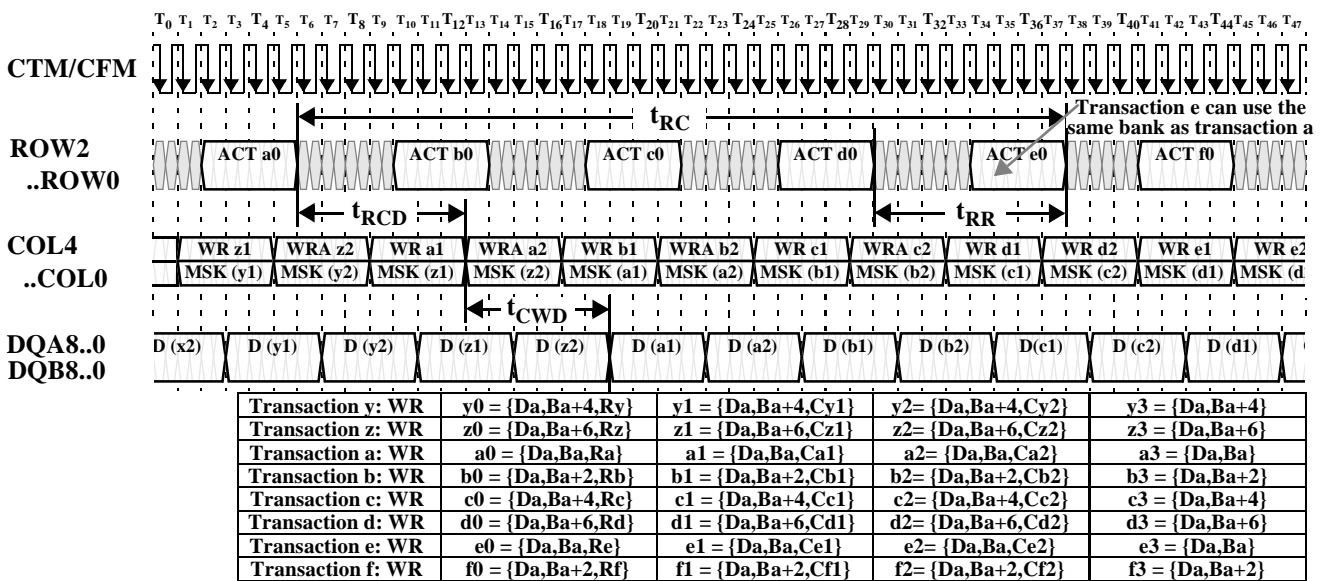 T0 T1 T2 T3 T4 T5 T6 T7 T8 T9 T10 T11 T12 T13 T14 T15 T16 T17 T18 T19 T20 T21 T22 T23 T24 T25 T26 T27 T28 T29 T30 T31 T32 T33 T34 T35 T36 T37 T38 T39 T40 T41 T42 T43 T44 T45 T46 T47
CTM/CFM
Transaction e can use the
same bank as transaction a
tRC
ROW2
..ROW0
ACT a0 ACT b0 ACT c0 ACT d0 ACT e0 ACT f0
tRCD tRR
COL4
..COL0
WR z1 WRA z2 WR a1 WRA a2 WR b1 WRA b2 WR c1 WRA c2 WR d1 WR d2 WR e1 WR e2
MSK (y1) MSK (y2) MSK (z1) MSK (z2) MSK (a1) MSK (a2) MSK (b1) MSK (b2) MSK (c1) MSK (c2) MSK (d1) MSK (d
tCWD
DQA8..0
DQB8..0
D (x2) D (y1) D (y2) D (z1) D (z2) D (a1) D (a2) D (b1) D (b2) D(c1) D (c2) D (d1)
Transaction y: WR y0 = {Da,Ba+4,Ry} y1 = {Da,Ba+4,Cy1} y2= {Da,Ba+4,Cy2} y3 = {Da,Ba+4}
Transaction z: WR z0 = {Da,Ba+6,Rz} z1 = {Da,Ba+6,Cz1} z2= {Da,Ba+6,Cz2} z3 = {Da,Ba+6}
Transaction a: WR a0 = {Da,Ba,Ra} a1 = {Da,Ba,Ca1} a2= {Da,Ba,Ca2} a3 = {Da,Ba}
Transaction b: WR b0 = {Da,Ba+2,Rb} b1 = {Da,Ba+2,Cb1} b2= {Da,Ba+2,Cb2} b3 = {Da,Ba+2}
Transaction c: WR c0 = {Da,Ba+4,Rc} c1 = {Da,Ba+4,Cc1} c2= {Da,Ba+4,Cc2} c3 = {Da,Ba+4}
Transaction d: WR d0 = {Da,Ba+6,Rd} d1 = {Da,Ba+6,Cd1} d2= {Da,Ba+6,Cd2} d3 = {Da,Ba+6}
Transaction e: WR e0 = {Da,Ba,Re} e1 = {Da,Ba,Ce1} e2= {Da,Ba,Ce2} e3 = {Da,Ba}
Transaction f: WR f0 = {Da,Ba+2,Rf} f1 = {Da,Ba+2,Cf1} f2= {Da,Ba+2,Cf2} f3 = {Da,Ba+2}